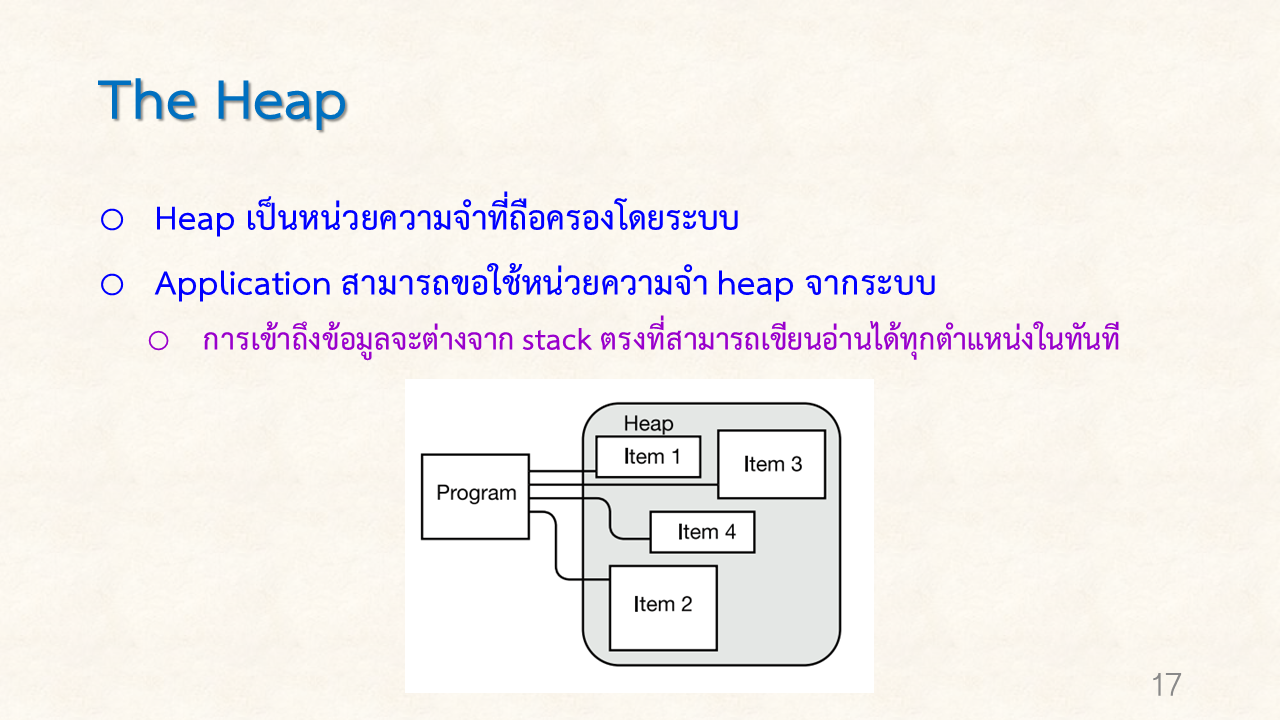 The Heap
o Heap เป็นหน่วยความจำที่ถือครองโดยระบบ
o Application สามารถขอใช้หน่วยความจำ heap จากระบบ
o การเข้าถึงข้อมูลจะต่างจาก stack ตรงที่สามารถเขียนอ่านได้ทุกตำแหน่งในทันที
Heap
Item 1
Item 3
Program
Item 4
Item 2
17